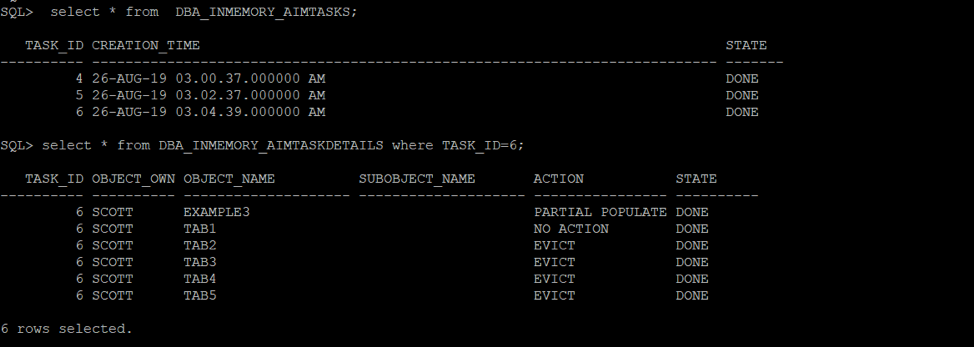 SQL>  select * from  DBA_INMEMORY_AIMTASKS;
   TASK_ID CREATION_TIME                                                               STATE
---------- --------------------------------------------------------------------------- -------
         4 26-AUG-19 03.00.37.000000 AM                                                DONE
         5 26-AUG-19 03.02.37.000000 AM                                                DONE
         6 26-AUG-19 03.04.39.000000 AM                                                DONE
SQL> select * from DBA_INMEMORY_AIMTASKDETAILS where TASK_ID=6;
   TASK_ID OBJECT_OWN OBJECT_NAME          SUBOBJECT_NAME       ACTION           STATE
---------- ---------- -------------------- -------------------- ---------------- ----------
         6 SCOTT      EXAMPLE3                                  PARTIAL POPULATE DONE
         6 SCOTT      TAB1                                      NO ACTION        DONE
         6 SCOTT      TAB2                                      EVICT            DONE
         6 SCOTT      TAB3                                      EVICT            DONE
         6 SCOTT      TAB4                                      EVICT            DONE
         6 SCOTT      TAB5                                      EVICT            DONE
6 rows selected.